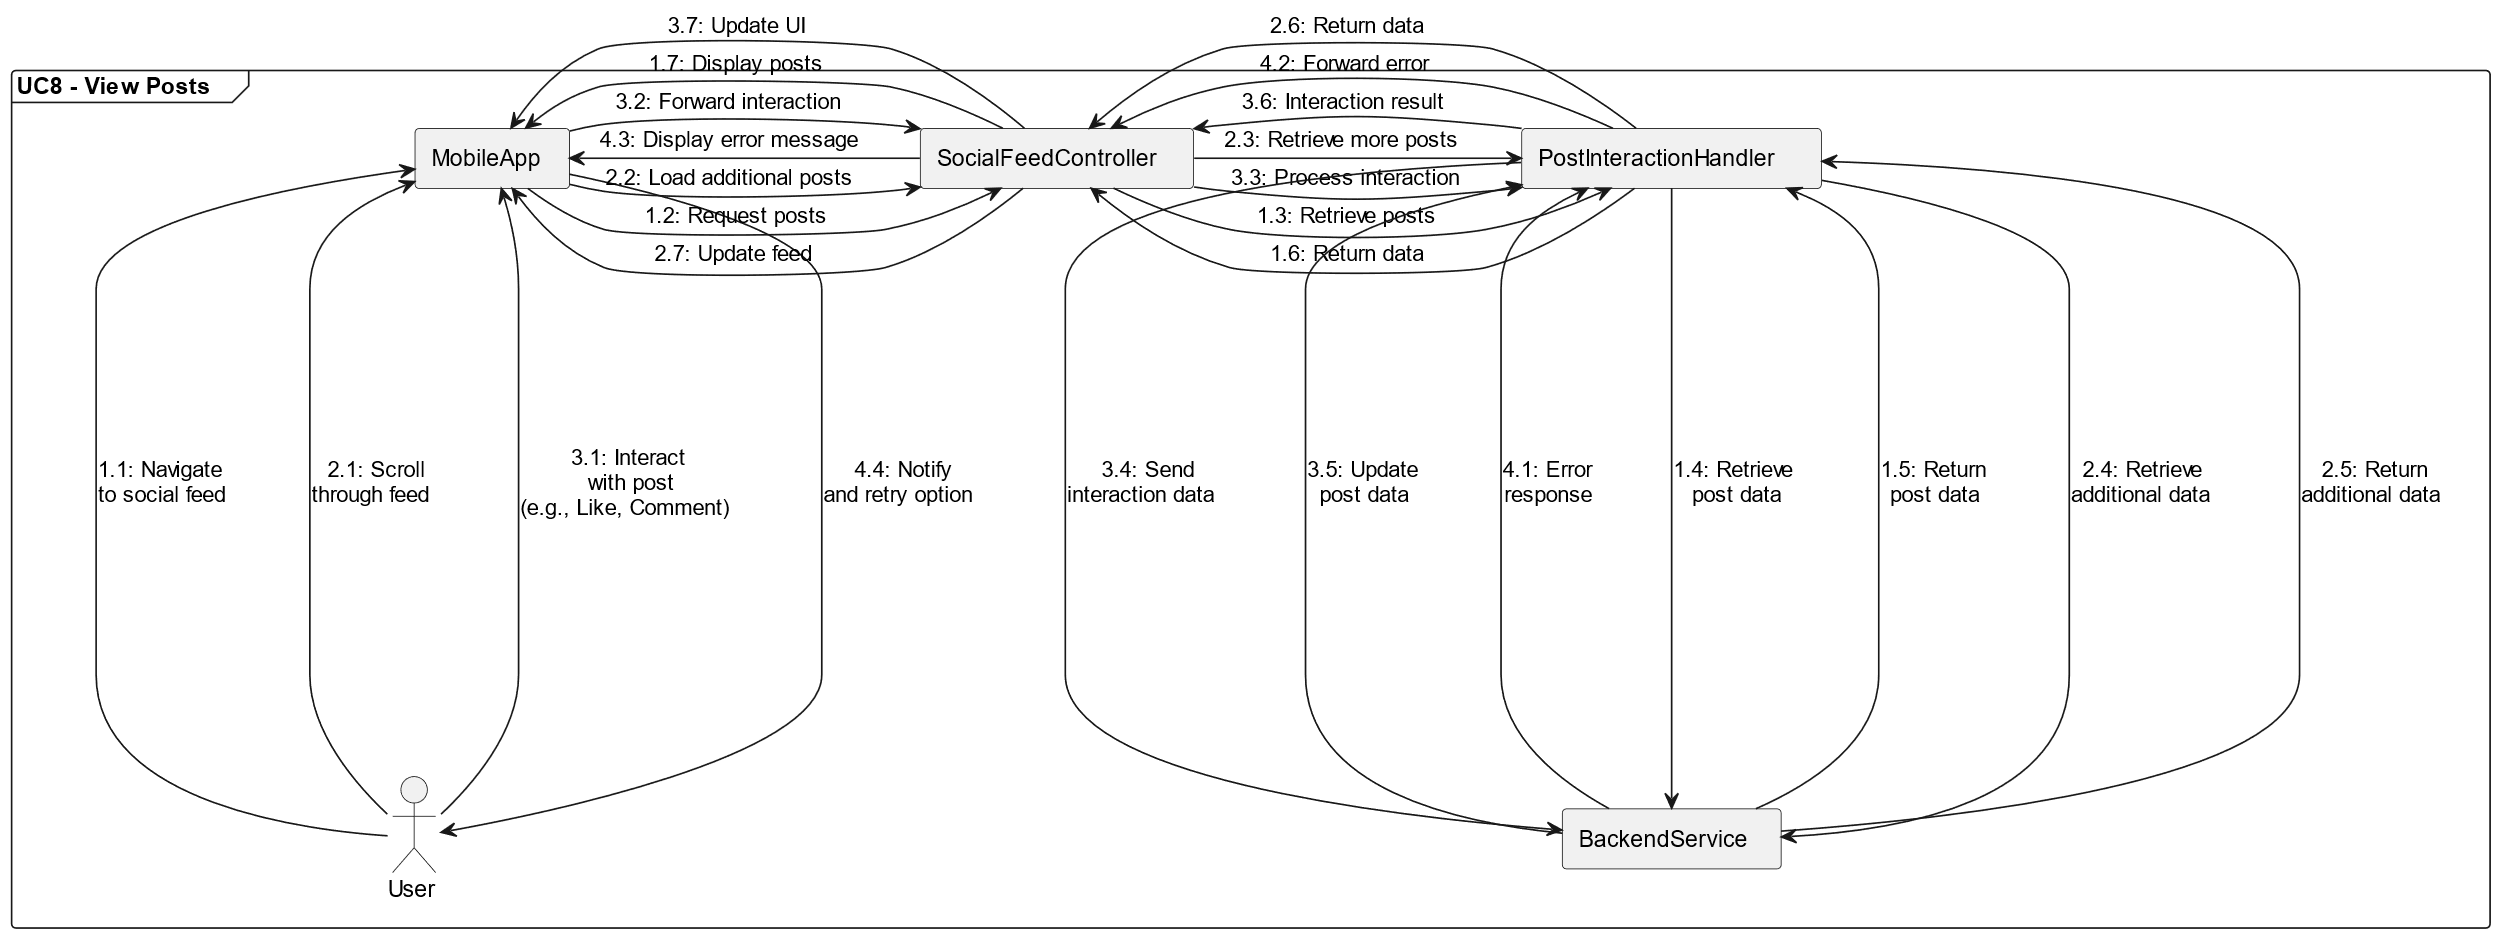 3.7: Update UI
2.6: Return data
1.7: Display posts
4.2: Forward error
UC8 - View Posts
3.2: Forward interaction
3.6: Interaction result
4.3: Display error message
2.3: Retrieve more posts
MobileApp
SocialFeedController
PostInteractionHandler
2.2: Load additional posts
3.3: Process interaction
1.2: Request posts
1.3: Retrieve posts
2.7: Update feed
1.6: Return data
1.1: Navigate
to social feed
2.1: Scroll
through feed
3.1: Interact
with post
(e.g., Like, Comment)
4.4: Notify
and retry option
3.4: Send
interaction data
3.5: Update
post data
4.1: Error
response
1.4: Retrieve
post data
1.5: Return
post data
2.4: Retrieve
additional data
2.5: Return
additional data
BackendService
User